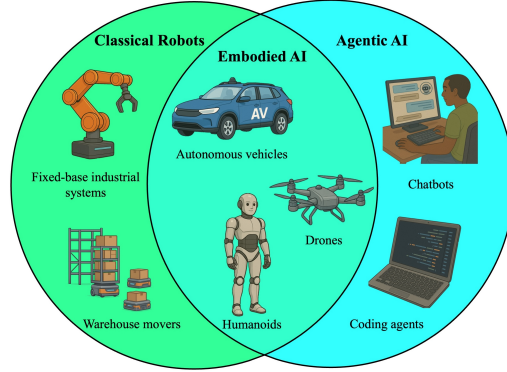 Classical Robots
Embodied AI
Agentic AI
AV
Autonomous vehicles
Fixed-base industrial
systems
Chatbots
Drones
Warehouse movers
Humanoids
Coding agents